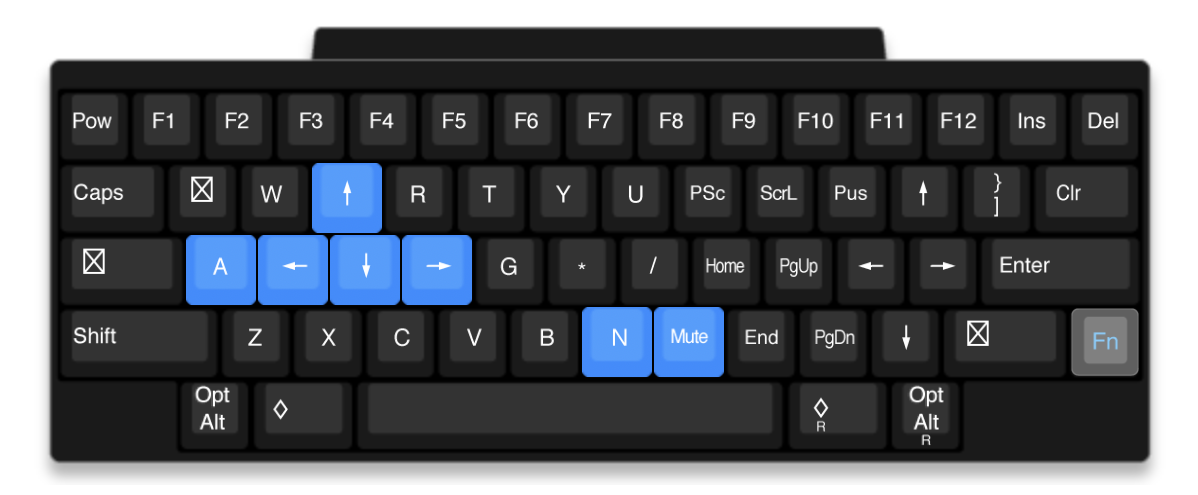 Pow F1 F2 F3 F4 F5 F6 F7 F8 F9 F10 F11 F12 Ins Del
Caps ☒ W ↑ R T Y U PSc ScrL Pus ↑ } ] Clr
☒ A ← ↓ → G * / Home PgUp ← → Enter
Shift Z X C V B N Mute End PgDn ↓ ☒ Fn
Opt Alt ◊ ◊ R Opt Alt R